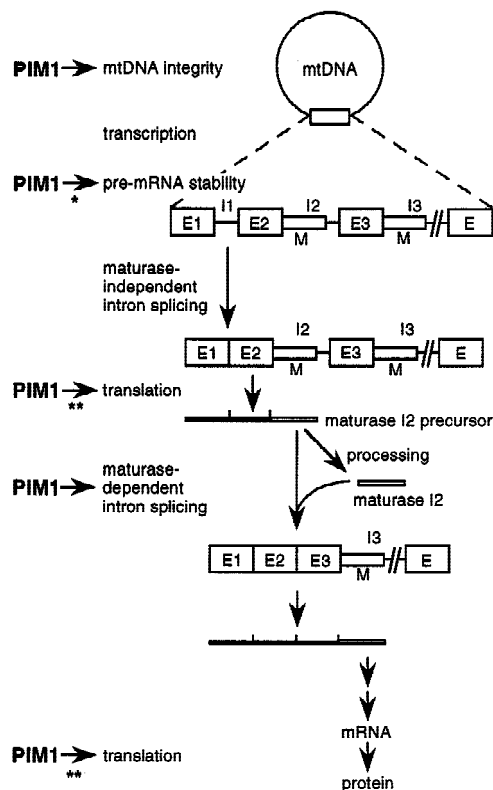 PIM1 mtDNA integrity mtDNA
transcription
PIM1 pre-mRNA stability
*
I1 I2 I3
E1 E2 E3 E
M M
maturase-
independent
intron splicing
I2 I3
E1 E2 E3 E
M M
PIM1 translation
**
maturase I2 precursor
processing
PIM1 maturase-
dependent
intron splicing
maturase I2
I3
E1 E2 E3 E
M
mRNA
PIM1 translation
**
protein